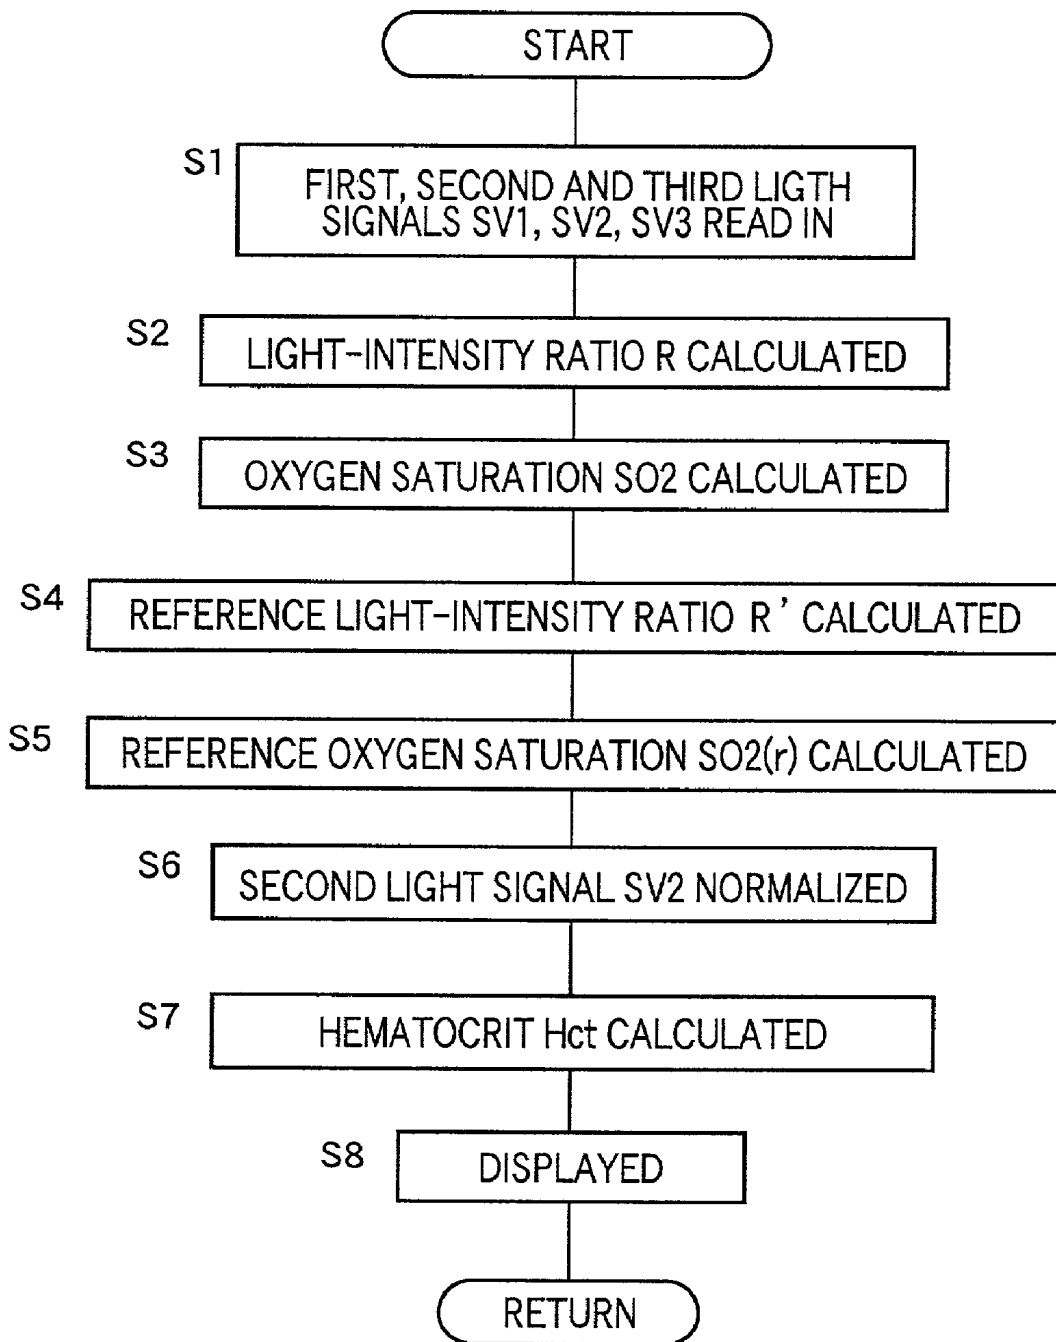 START
S1
FIRST, SECOND AND THIRD LIGTH
SIGNALS SV1, SV2, SV3 READ IN
S2
LIGHT-INTENSITY RATIO R CALCULATED
S3
OXYGEN SATURATION SO2 CALCULATED
S4
REFERENCE LIGHT-INTENSITY RATIO R' CALCULATED
S5
REFERENCE OXYGEN SATURATION SO2(r) CALCULATED
S6
SECOND LIGHT SIGNAL SV2 NORMALIZED
S7
HEMATOCRIT Hct CALCULATED
S8
DISPLAYED
RETURN